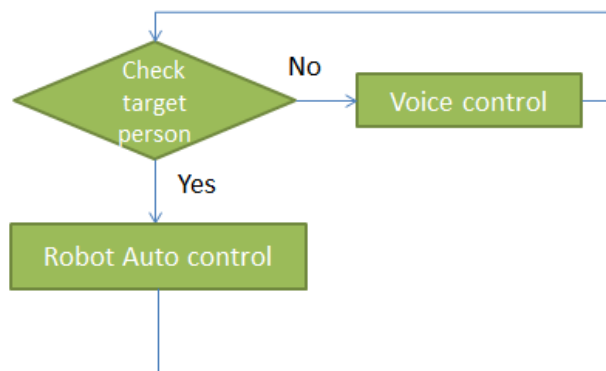 Check
target
person
No
Voice control
Yes
Robot Auto control